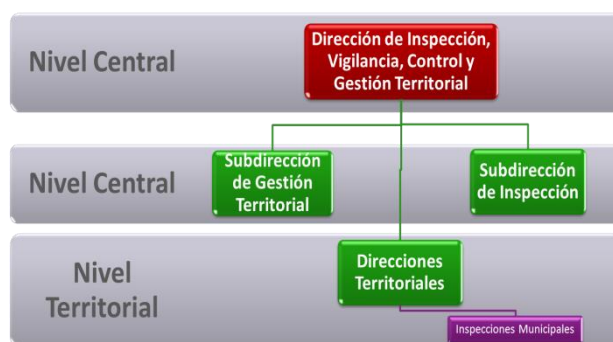 Nivel Central
Dirección de Inspección,
Vigilancia, Control y
Gestión Territorial
Nivel Central
Subdirección
de Gestión
Territorial
Subdirección
de Inspección
Nivel
Territorial
Direcciones
Territoriales
Inspecciones Municipales